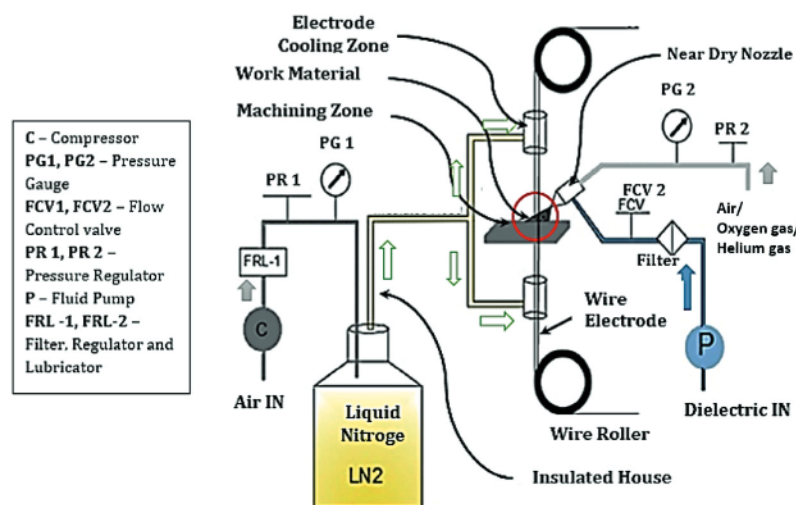 Electrode
Cooling Zone
Work Material
Machining Zone
Near Dry Nozzle
PG 2
PR 2
C – Compressor
PG1, PG2 – Pressure
Gauge
FCV1, FCV2 – Flow
Control valve
PR 1, PR 2 –
Pressure Regulator
P – Fluid Pump
FRL -1, FRL-2 –
Filter, Regulator and
Lubricator
PG 1
PR 1
FRL-1
C
Air IN
FCV 2
FCV
Filter
Air/
Oxygen gas/
Helium gas
Wire
Electrode
P
Dielectric IN
Liquid
Nitroge
LN2
Wire Roller
Insulated House